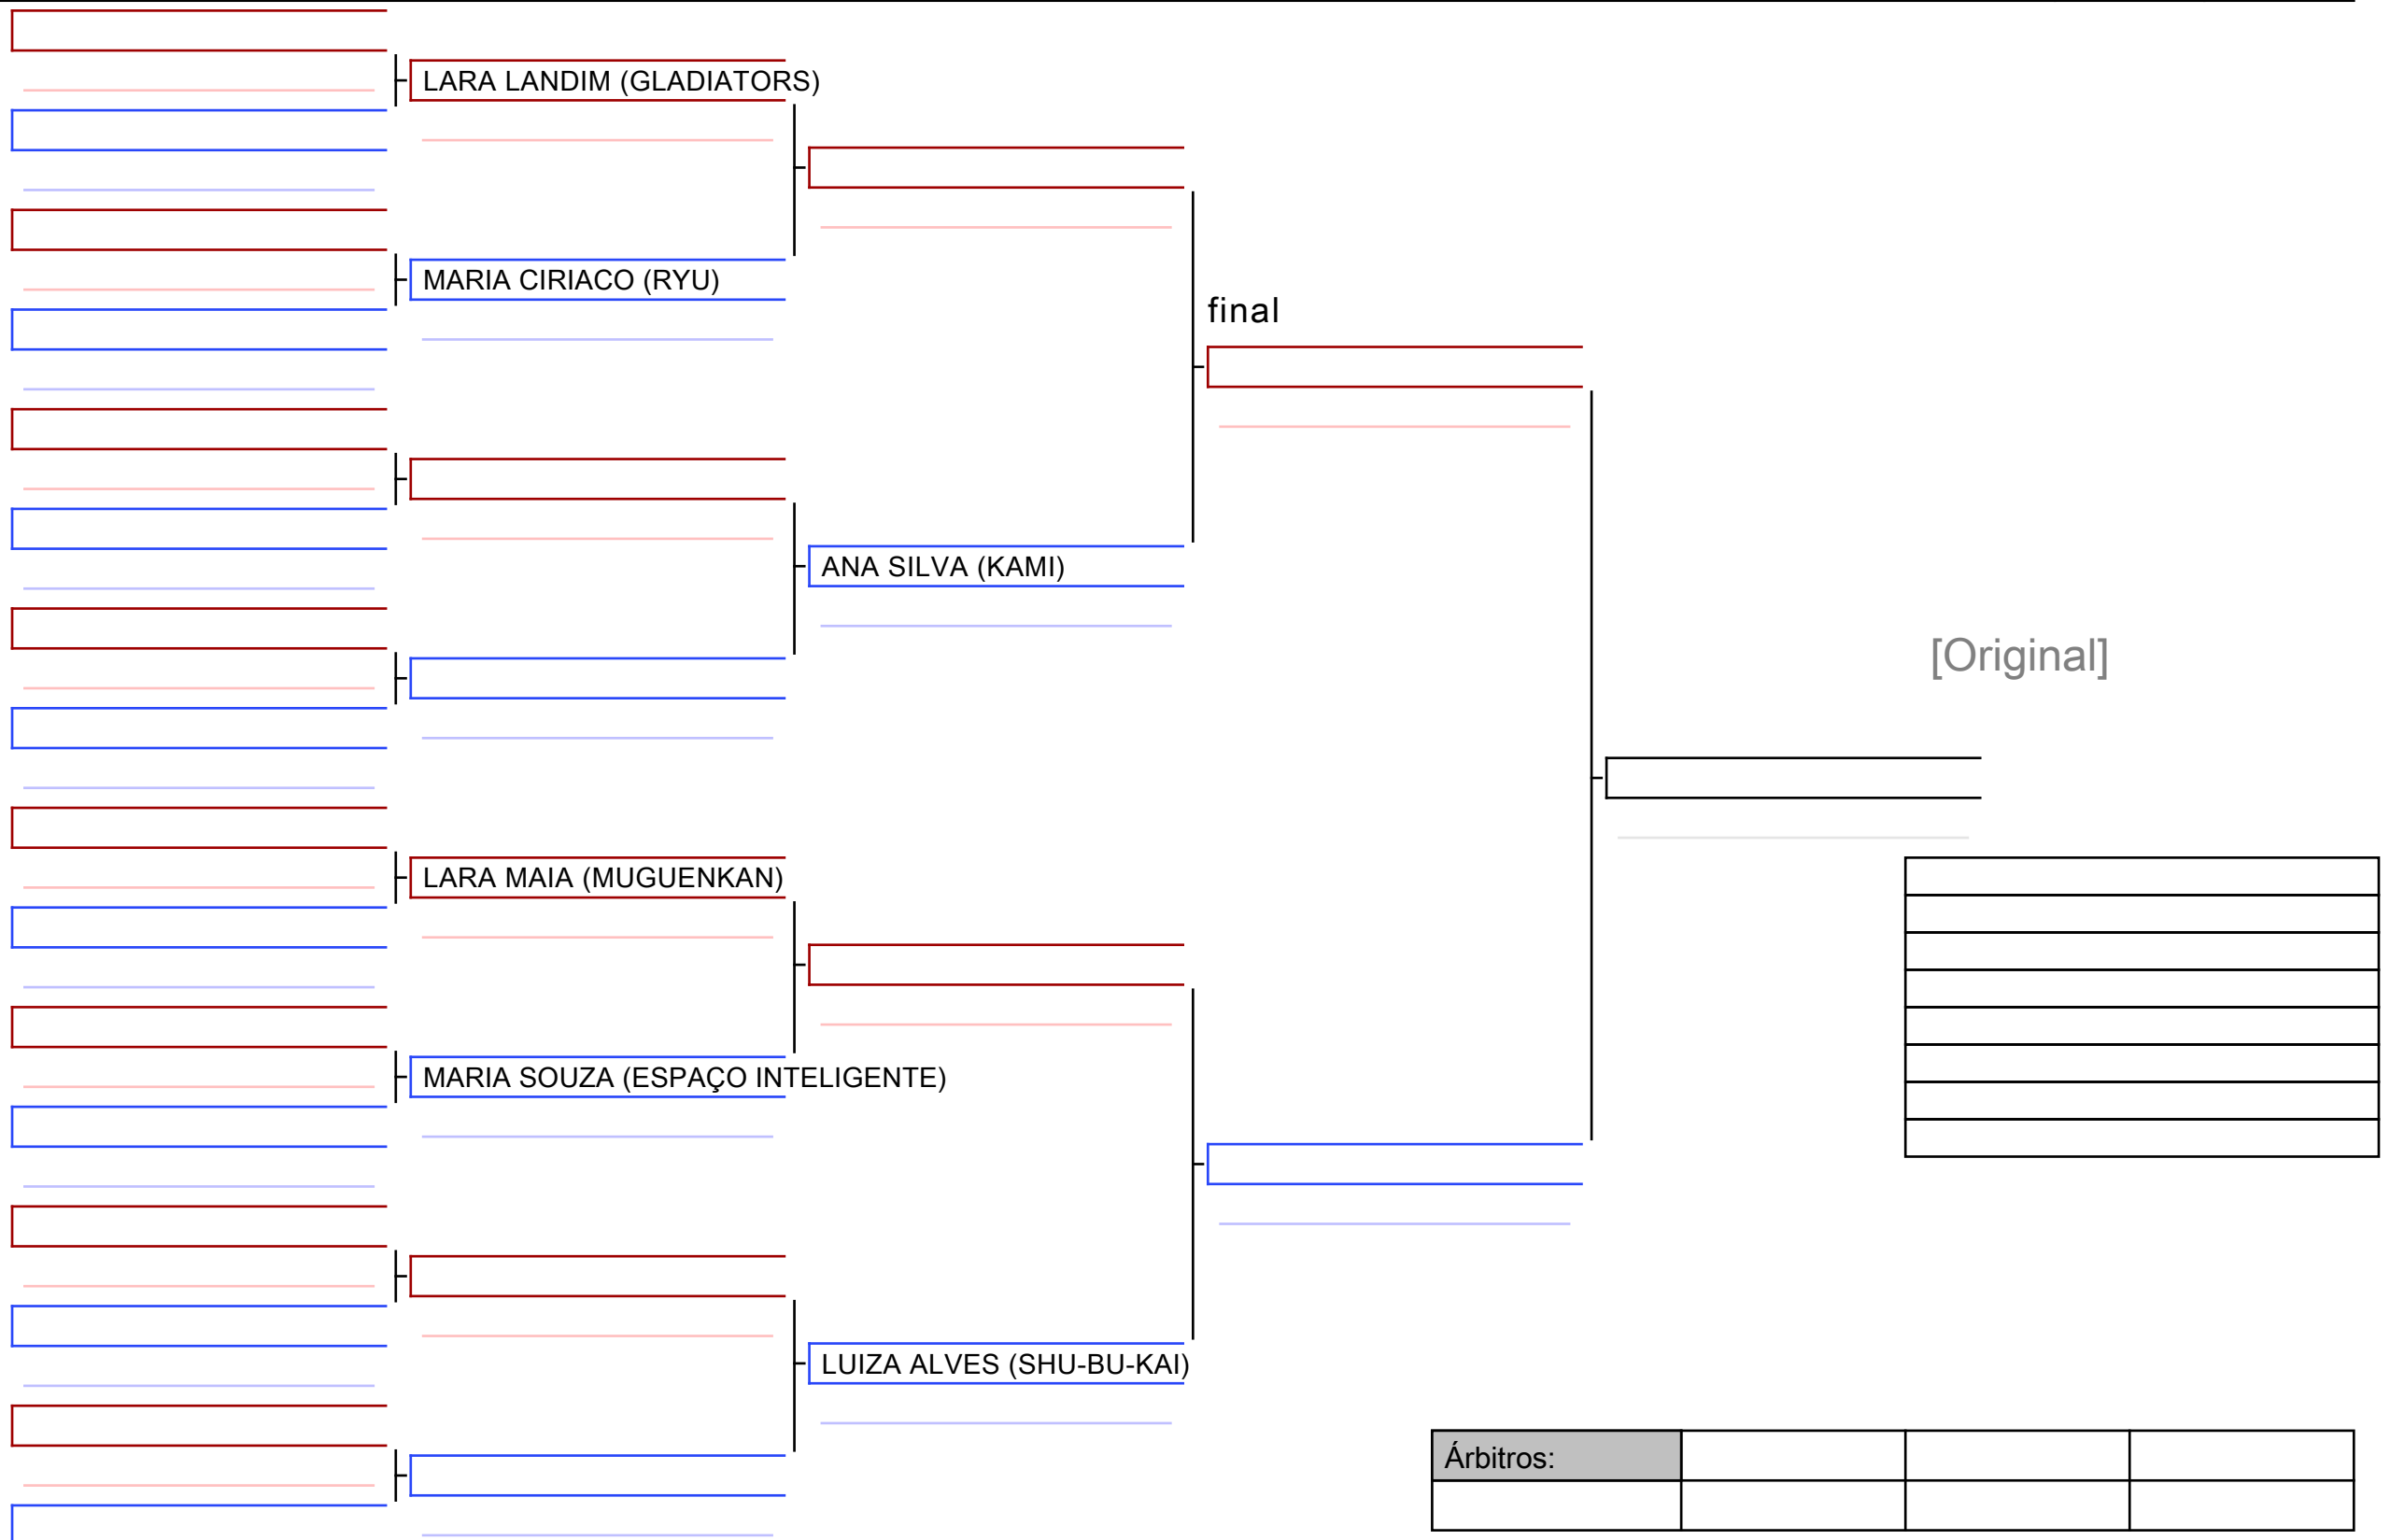 LARA LANDIM (GLADIATORS)
MARIA CIRIACO (RYU)
final
ANA SILVA (KAMI)
[Original]
LARA MAIA (MUGUENKAN)
MARIA SOUZA (ESPAÇO INTELIGENTE)
LUIZA ALVES (SHU-BU-KAI)
Árbitros: